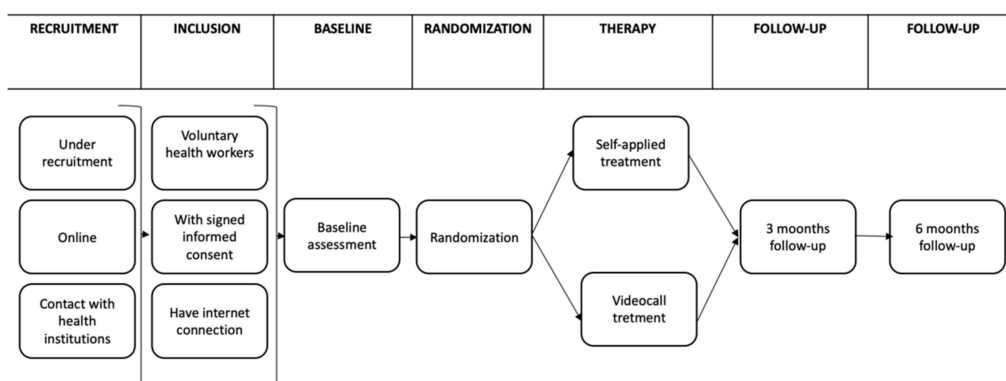 RECRUITMENT
INCLUSION
BASELINE
RANDOMIZATION
THERAPY
FOLLOW-UP
FOLLOW-UP
Under
recruitment
Online
Contact with
health
institutions
Voluntary
health workers
With signed
informed
consent
Have internet
connection
Baseline
assessment
Randomization
Self-applied
treatment
Videocall
tretment
3 moonths
follow-up
6 moonths
follow-up